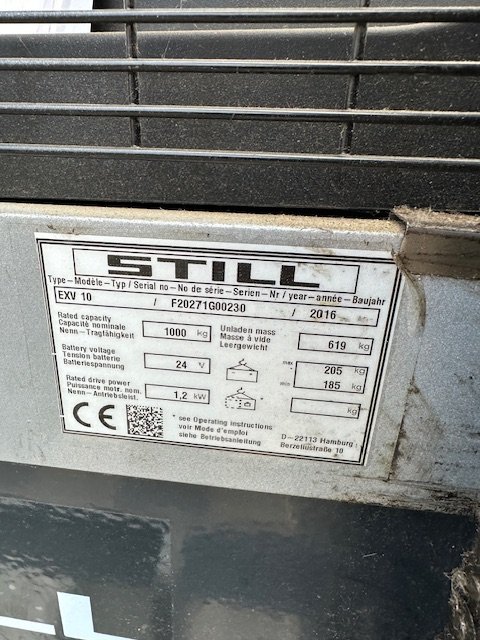 STILL
Type – Modèle – Typ / Serial no – No de série – Serien – Nr / year – année – Baujahr
EXV 10 / F20271G00230 / 2016
Rated capacity
Capacité nominale
Nenn – Tragfähigkeit
1000 kg
Unladen mass
Masse à vide
Leergewicht
619 kg
Battery voltage
Tension batterie
Batteriespannung
24 V
max 205 kg
min 185 kg
Rated drive power
Puissance motr. nom.
Nenn – Antriebsleist.
1,2 kW
* kg
CE
* see Operating instructions
voir Mode d'emploi
siehe Betriebsanleitung
D – 22113 Hamburg
Berzeliusstraße 10